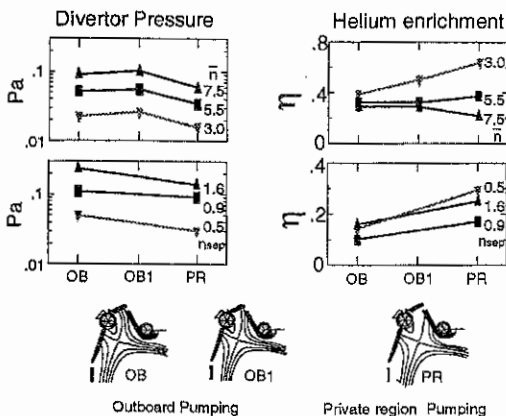 Divertor Pressure
Helium enrichment
Pa
.1
.01
n̄
7.5
5.5
3.0
η
.8
.4
0
3.0
5.5
7.5
n̄
Pa
.1
.01
1.6
0.9
0.5
nsep
OB
OB1
PR
η
.4
.2
0
0.5
1.6
0.9
nsep
OB
OB1
PR
OB
OB1
PR
Outboard Pumping
Private region Pumping